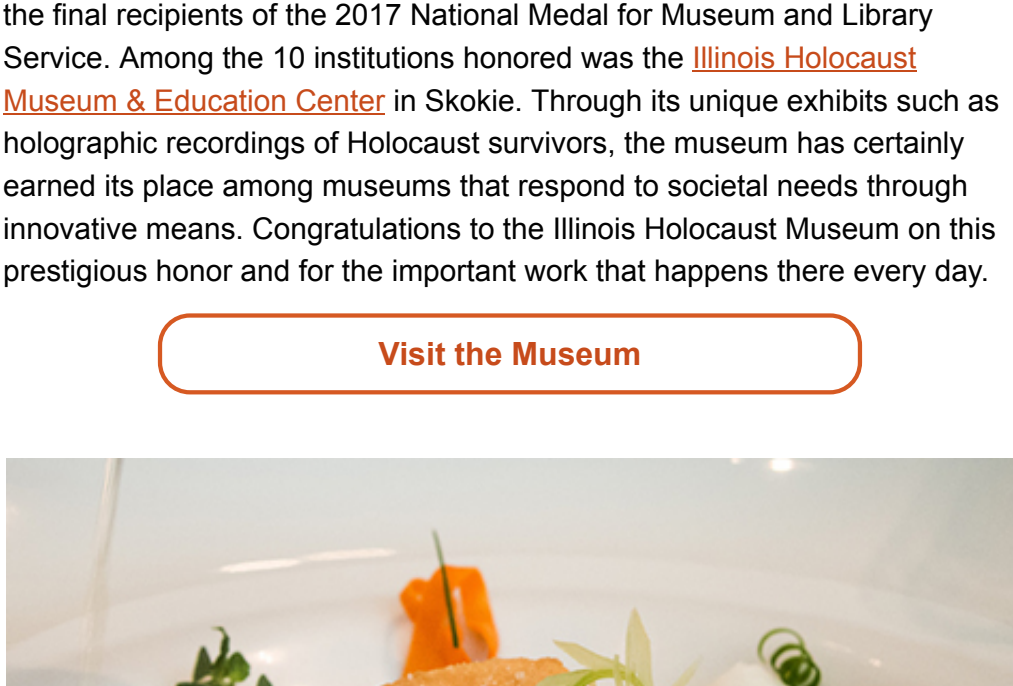 the final recipients of the 2017 National Medal for Museum and Library
Service. Among the 10 institutions honored was the Illinois Holocaust
Museum & Education Center in Skokie. Through its unique exhibits such as
holographic recordings of Holocaust survivors, the museum has certainly
earned its place among museums that respond to societal needs through
innovative means. Congratulations to the Illinois Holocaust Museum on this
prestigious honor and for the important work that happens there every day.
Visit the Museum